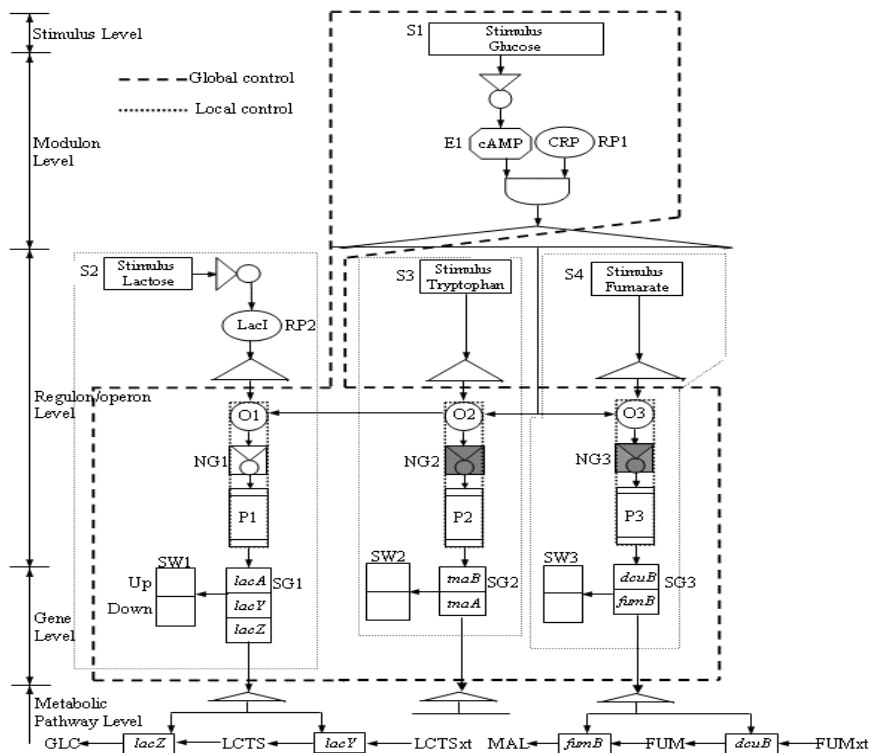 Stimulus Level
S1
Stimulus
Glucose
Global control
Local control
Modulon
Level
E1
cAMP
CRP
RP1
S2
Stimulus
Lactose
S3
Stimulus
Tryptophan
S4
Stimulus
Fumarate
LacI
RP2
Regulon/operon
Level
O1
O2
O3
NG1
NG2
NG3
P1
P2
P3
SW1
SW2
SW3
Up
Down
lacA
lacY
lacZ
SG1
tnaB
tnaA
SG2
dcuB
fumB
SG3
Gene
Level
Metabolic
Pathway Level
GLC
lacZ
LCTS
lacY
LCTSxt
MAL
fumB
FUM
dcuB
FUMxt